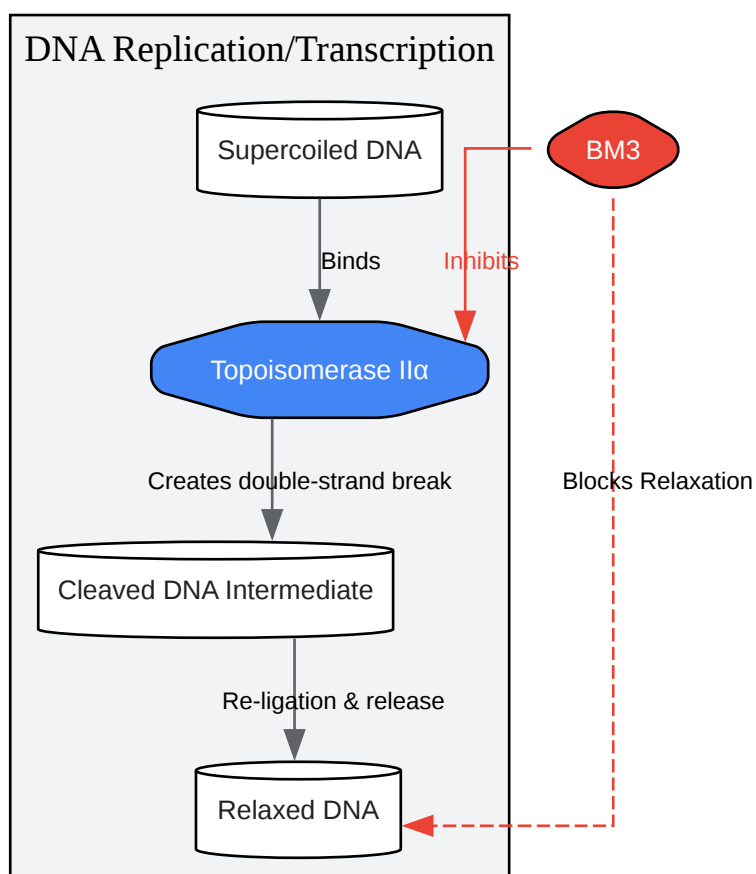 DNA Replication/Transcription
Supercoiled DNA
BM3
Binds
Inhibits
Topoisomerase IIα
Creates double-strand break
Blocks Relaxation
Cleaved DNA Intermediate
Re-ligation & release
Relaxed DNA